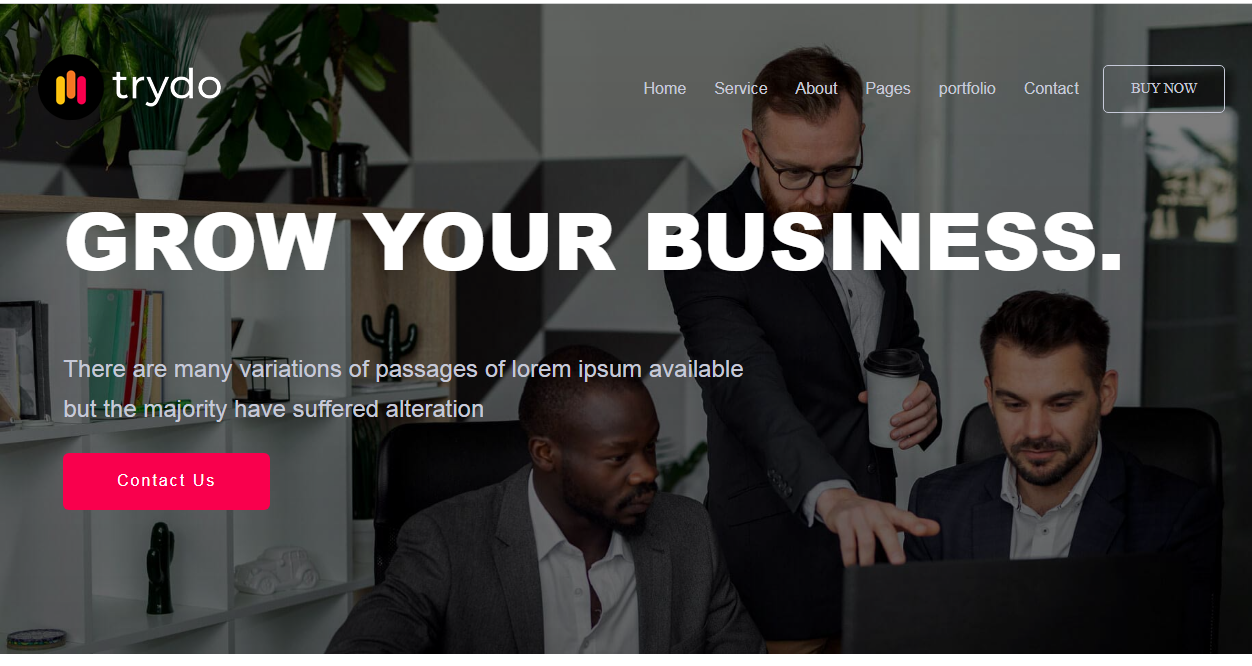 trydo
Home Service About Pages portfolio Contact BUY NOW
GROW YOUR BUSINESS.
There are many variations of passages of lorem ipsum available
but the majority have suffered alteration
Contact Us